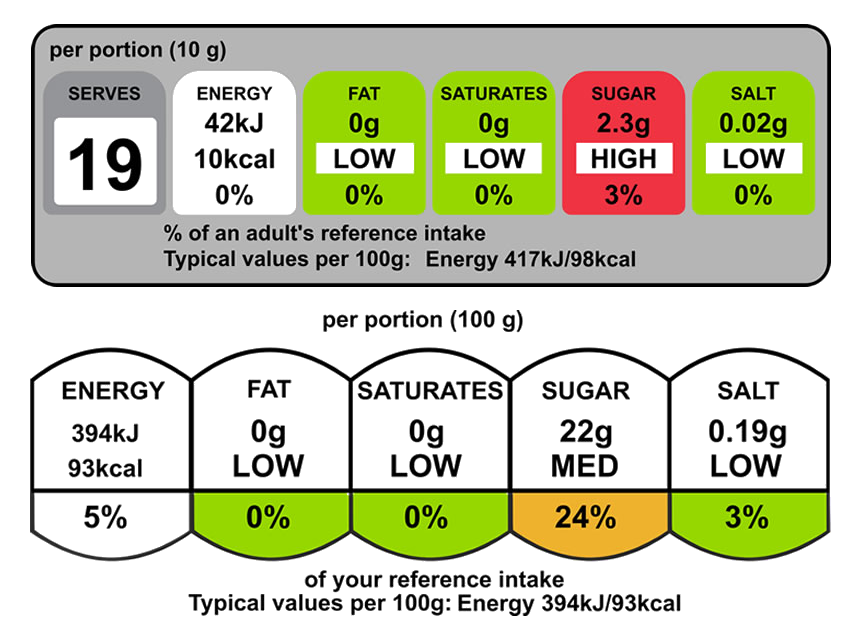 per portion (10 g)
SERVES ENERGY FAT SATURATES SUGAR SALT
19 42kJ 0g 0g 2.3g 0.02g
10kcal LOW LOW HIGH LOW
0% 0% 0% 3% 0%
% of an adult's reference intake
Typical values per 100g: Energy 417kJ/98kcal
per portion (100 g)
ENERGY FAT SATURATES SUGAR SALT
394kJ 0g 0g 22g 0.19g
93kcal LOW LOW MED LOW
5% 0% 0% 24% 3%
of your reference intake
Typical values per 100g: Energy 394kJ/93kcal